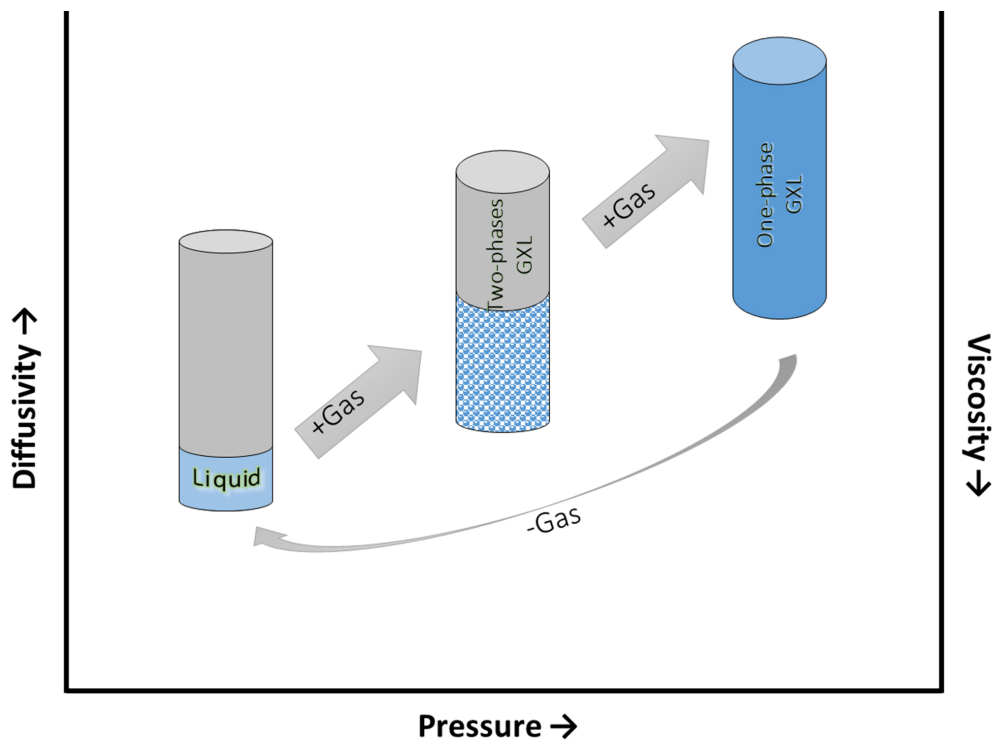 Diffusivity →
Liquid
+Gas
Two-phases
GXL
+Gas
One-phase
GXL
-Gas
Viscosity →
Pressure →